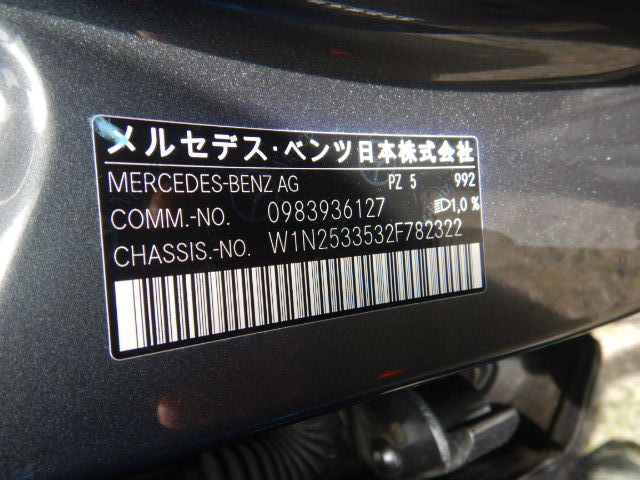 メルセデス・ベンツ日本株式会社
MERCEDES-BENZ AG PZ 5 992
COMM.-NO. 0983936127 1,0 %
CHASSIS.-NO. W1N2533532F782322